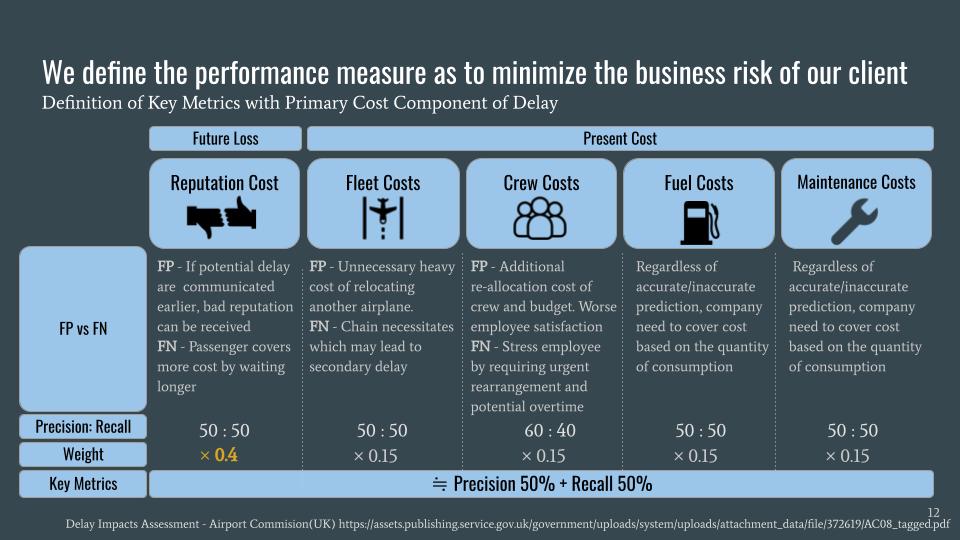 We define the performance measure as to minimize the business risk of our client
Definition of Key Metrics with Primary Cost Component of Delay
Future Loss
Present Cost
Reputation Cost
Fleet Costs
Crew Costs
Fuel Costs
Maintenance Costs
FP vs FN
FP - If potential delay
are communicated
earlier, bad reputation
can be received
FN - Passenger covers
more cost by waiting
longer
FP - Unnecessary heavy
cost of relocating
another airplane.
FN - Chain necessitates
which may lead to
secondary delay
FP - Additional
re-allocation cost of
crew and budget. Worse
employee satisfaction
FN - Stress employee
by requiring urgent
rearrangement and
potential overtime
Regardless of
accurate/inaccurate
prediction, company
need to cover cost
based on the quantity
of consumption
Regardless of
accurate/inaccurate
prediction, company
need to cover cost
based on the quantity
of consumption
Precision: Recall
50 : 50
50 : 50
60 : 40
50 : 50
50 : 50
Weight
× 0.4
× 0.15
× 0.15
× 0.15
× 0.15
Key Metrics
≒ Precision 50% + Recall 50%
12
Delay Impacts Assessment - Airport Commision(UK) https://assets.publishing.service.gov.uk/government/uploads/system/uploads/attachment_data/file/372619/AC08_tagged.pdf